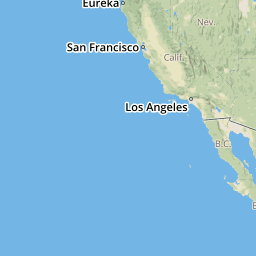 Eureka
Nev.
San Francisco
Calif.
Los Angeles
B.C.